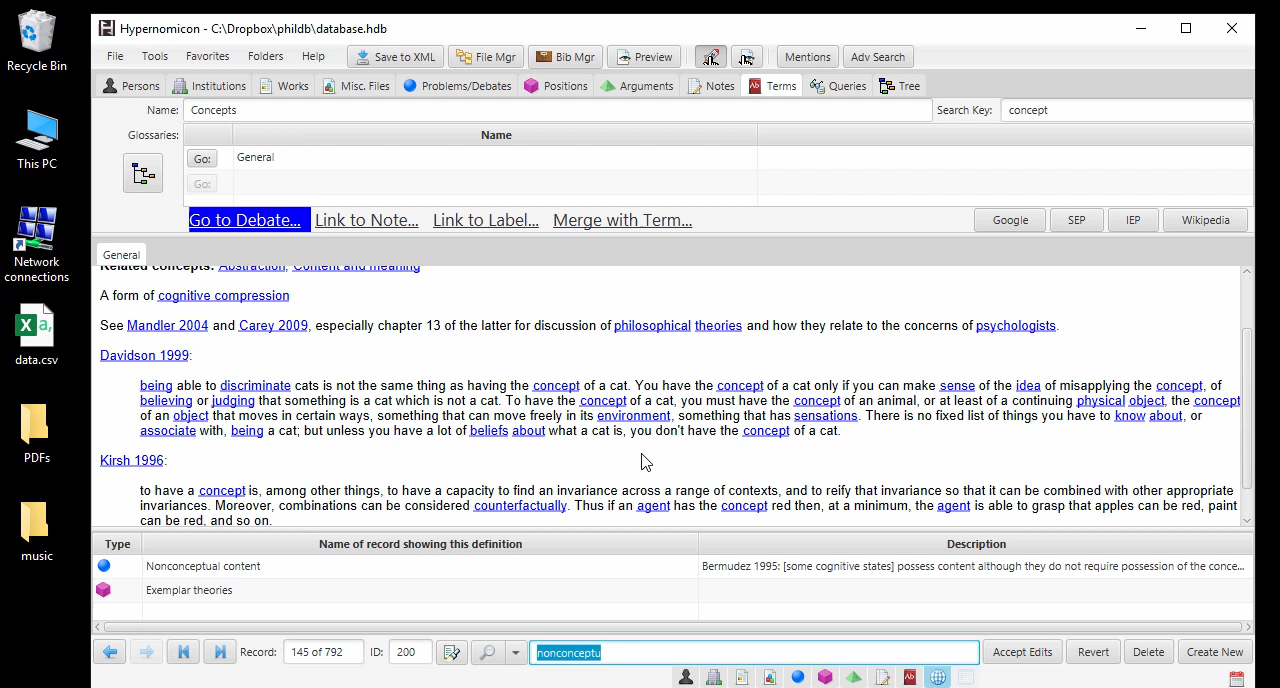 Recycle Bin
This PC
Network
connections
data.csv
PDFs
music
Hypernomicon - C:\Dropbox\phildb\database.hdb
File Tools Favorites Folders Help Save to XML File Mgr Bib Mgr Preview Mentions Adv Search
Persons Institutions Works Misc. Files Problems/Debates Positions Arguments Notes Terms Queries Tree
Name: Concepts Search Key: concept
Glossaries: Name
Go: General
Go:
Go to Debate... Link to Note... Link to Label... Merge with Term... Google SEP IEP Wikipedia
General
Related concepts: Abstraction, Content and meaning
A form of cognitive compression
See Mandler 2004 and Carey 2009, especially chapter 13 of the latter for discussion of philosophical theories and how they relate to the concerns of psychologists.
Davidson 1999:
being able to discriminate cats is not the same thing as having the concept of a cat. You have the concept of a cat only if you can make sense of the idea of misapplying the concept, of
believing or judging that something is a cat which is not a cat. To have the concept of a cat, you must have the concept of an animal, or at least of a continuing physical object, the concept
of an object that moves in certain ways, something that can move freely in its environment, something that has sensations. There is no fixed list of things you have to know about, or
associate with, being a cat; but unless you have a lot of beliefs about what a cat is, you don't have the concept of a cat.
Kirsh 1996:
to have a concept is, among other things, to have a capacity to find an invariance across a range of contexts, and to reify that invariance so that it can be combined with other appropriate
invariances. Moreover, combinations can be considered counterfactually. Thus if an agent has the concept red then, at a minimum, the agent is able to grasp that apples can be red, paint
can be red, and so on.
Type Name of record showing this definition Description
Nonconceptual content Bermudez 1995: [some cognitive states] possess content although they do not require possession of the conce...
Exemplar theories
Record: 145 of 792 ID: 200 nonconceptu Accept Edits Revert Delete Create New